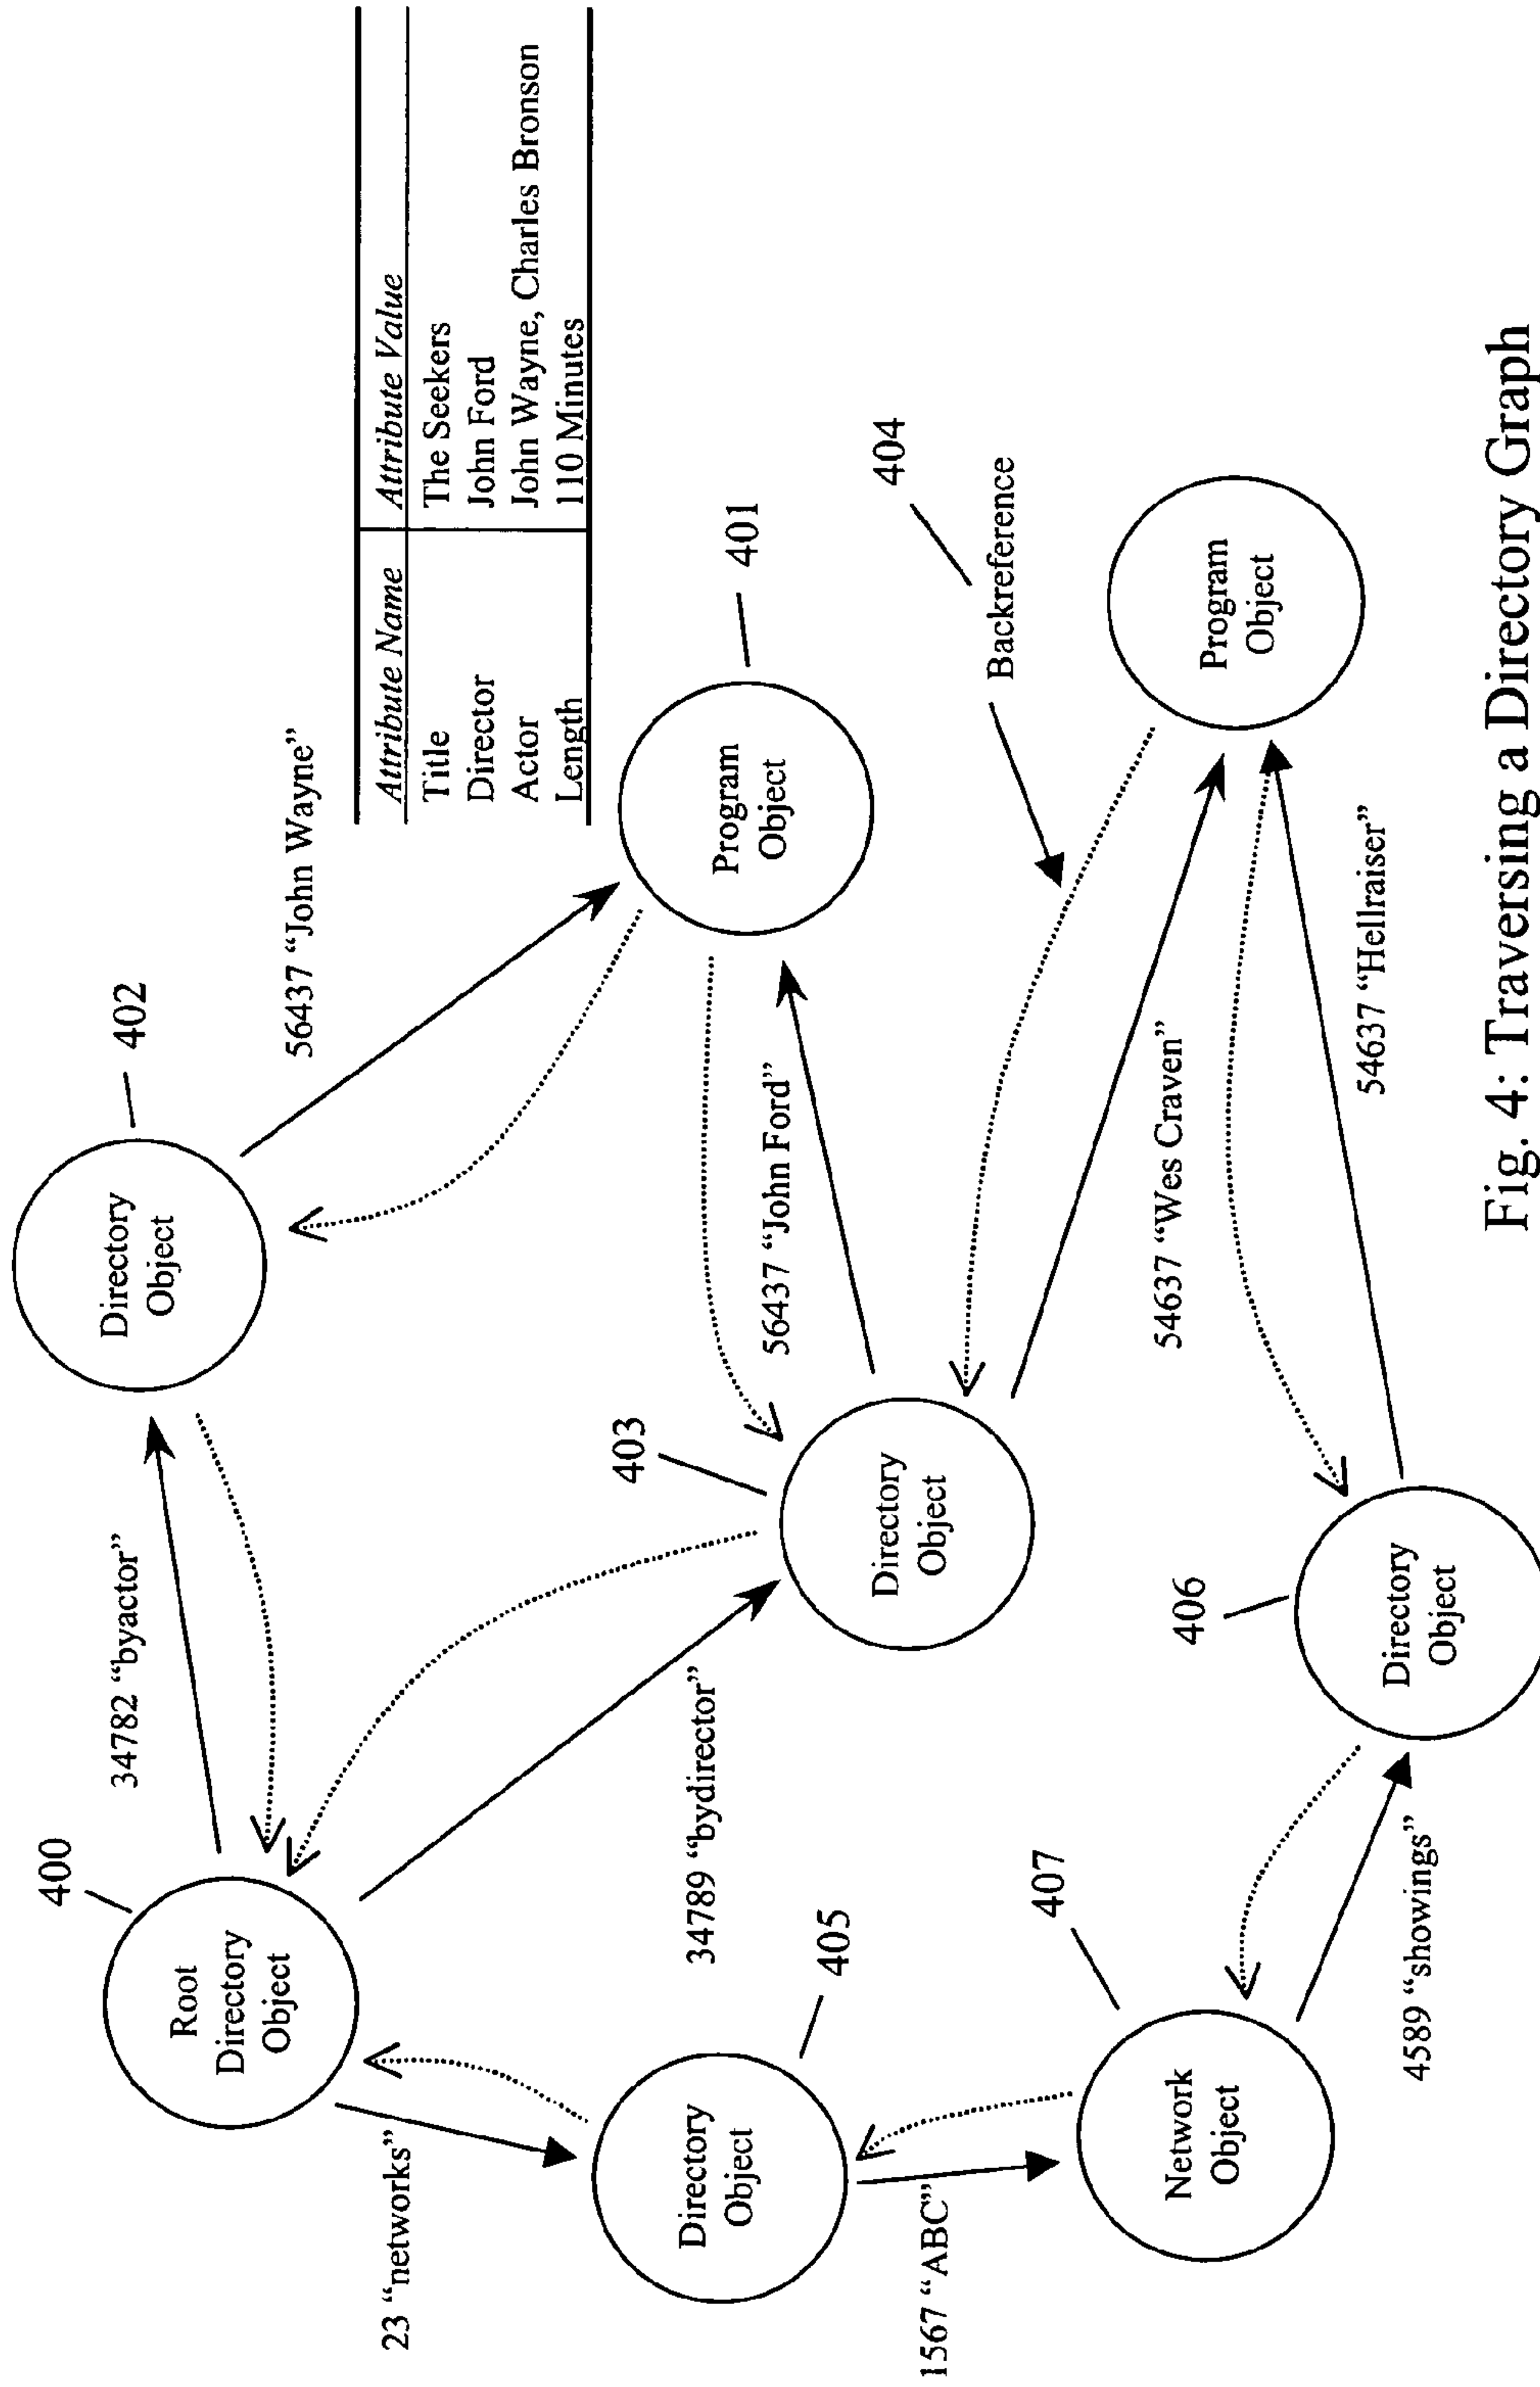 400
Root
Directory
Object
34782 “byactor”
Directory
Object
402
56437 “John Wayne”
Attribute Name Attribute Value
Title The Seekers
Director John Ford
Actor John Wayne, Charles Bronson
Length 110 Minutes
23 “networks”
34789 “bydirector”
403
Directory
Object
56437 “John Ford”
Program
Object
401
Directory
Object
405
404
Backreference
1567 “ABC”
407
Network
Object
54637 “Wes Craven”
Program
Object
406
Directory
Object
4589 “showings”
54637 “Hellraiser”
Fig. 4: Traversing a Directory Graph